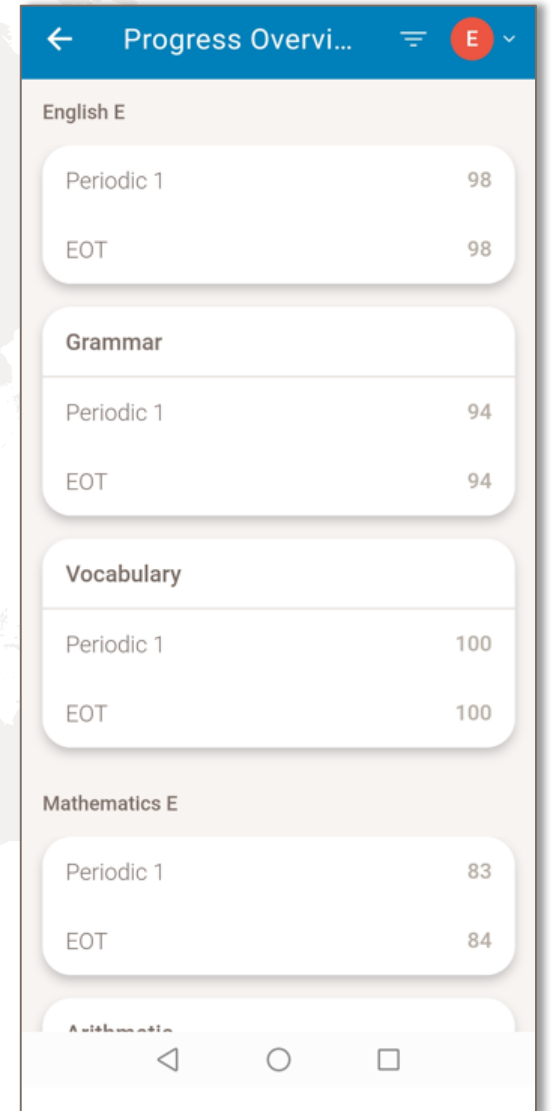 Progress Overvi...
E
English E
Periodic 1 98
EOT 98
Grammar
Periodic 1 94
EOT 94
Vocabulary
Periodic 1 100
EOT 100
Mathematics E
Periodic 1 83
EOT 84
Arithmetic